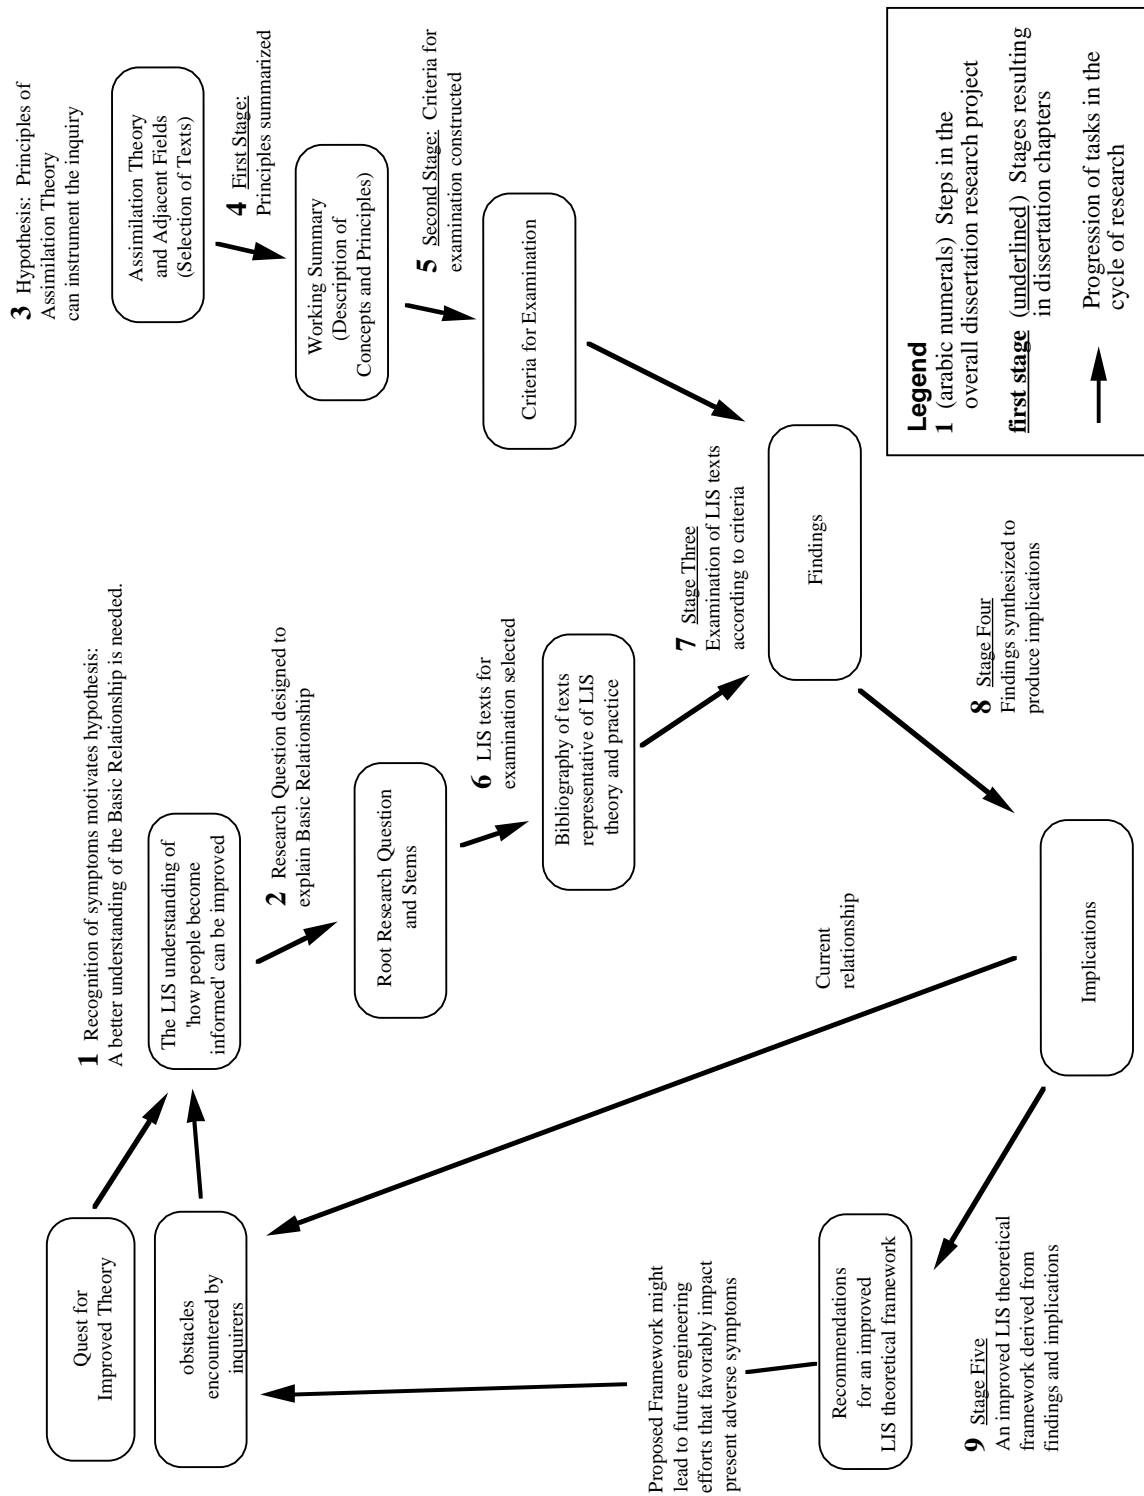 Quest for
Improved Theory
obstacles
encountered by
inquirers
1 Recognition of symptoms motivates hypothesis:
A better understanding of the Basic Relationship is needed.
The LIS understanding of
'how people become
informed' can be improved
2 Research Question designed to
explain Basic Relationship
Root Research Question
and Stems
3 Hypothesis: Principles of
Assimilation Theory
can instrument the inquiry
Assimilation Theory
and Adjacent Fields
(Selection of Texts)
4 First Stage:
Principles summarized
Working Summary
(Description of
Concepts and Principles)
5 Second Stage: Criteria for
examination constructed
Criteria for Examination
6 LIS texts for
examination selected
Bibliography of texts
representative of LIS
theory and practice
7 Stage Three
Examination of LIS texts
according to criteria
Findings
8 Stage Four
Findings synthesized to
produce implications
Implications
Current
relationship
9 Stage Five
An improved LIS theoretical
framework derived from
findings and implications
Recommendations
for an improved
LIS theoretical framework
Proposed Framework might
lead to future engineering
efforts that favorably impact
present adverse symptoms
Legend
1 (arabic numerals) Steps in the
overall dissertation research project
first stage (underlined) Stages resulting
in dissertation chapters
Progression of tasks in the
cycle of research